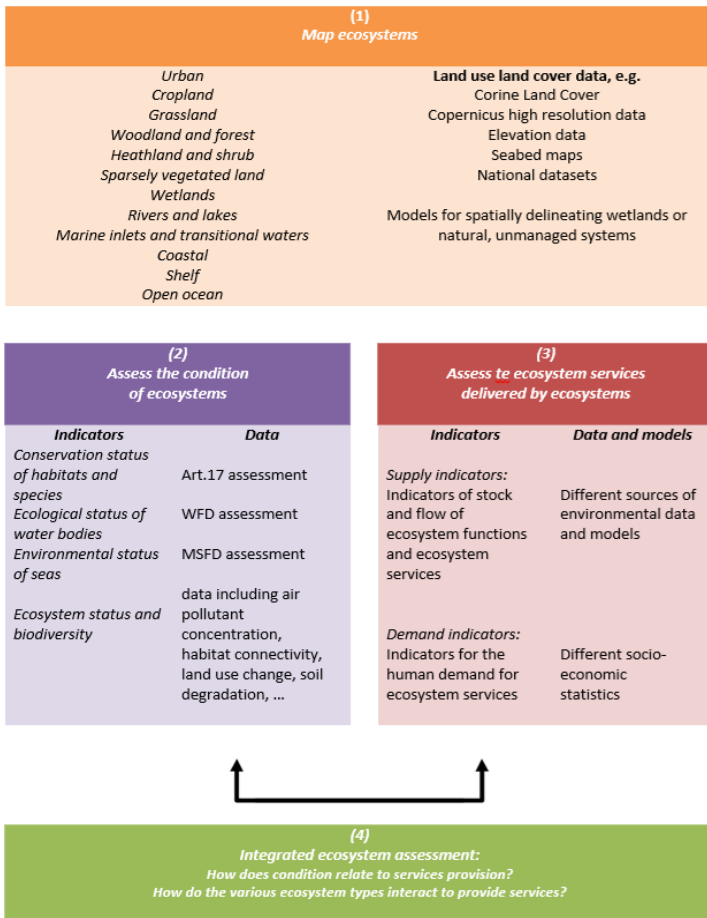 (1)
Map ecosystems
Urban
Cropland
Grassland
Woodland and forest
Heathland and shrub
Sparsely vegetated land
Wetlands
Rivers and lakes
Marine inlets and transitional waters
Coastal
Shelf
Open ocean
Land use land cover data, e.g.
Corine Land Cover
Copernicus high resolution data
Elevation data
Seabed maps
National datasets
Models for spatially delineating wetlands or
natural, unmanaged systems
(2)
Assess the condition
of ecosystems
Indicators
Data
Conservation status
of habitats and
species
Art.17 assessment
Ecological status of
water bodies
WFD assessment
Environmental status
of seas
MSFD assessment
Ecosystem status and
biodiversity
data including air
pollutant
concentration,
habitat connectivity,
land use change, soil
degradation, ...
(3)
Assess te ecosystem services
delivered by ecosystems
Indicators
Data and models
Supply indicators:
Indicators of stock
and flow of
ecosystem functions
and ecosystem
services
Different sources of
environmental data
and models
Demand indicators:
Indicators for the
human demand for
ecosystem services
Different socio-
economic
statistics
(4)
Integrated ecosystem assessment:
How does condition relate to services provision?
How do the various ecosystem types interact to provide services?